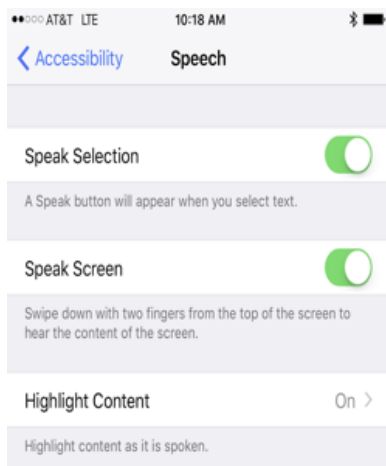 AT&T LTE 10:18 AM
Accessibility Speech
Speak Selection
A Speak button will appear when you select text.
Speak Screen
Swipe down with two fingers from the top of the screen to
hear the content of the screen.
Highlight Content On
Highlight content as it is spoken.